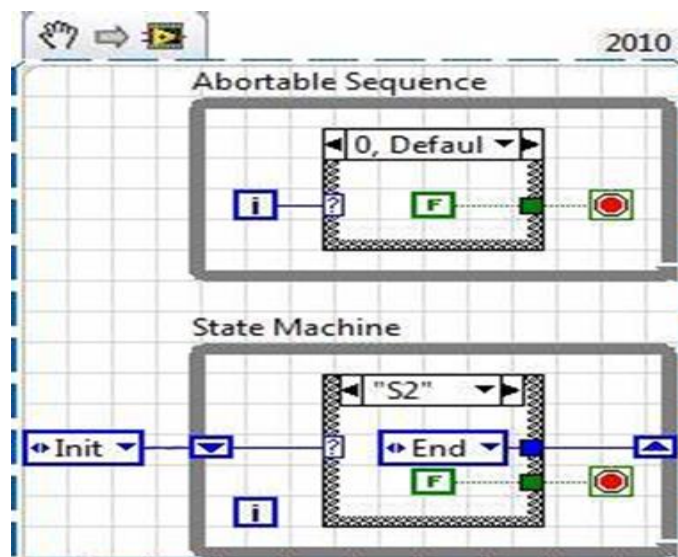 2010
Abortable Sequence
0, Defaul
i
?
F
State Machine
"S2"
Init
?
End
F
i